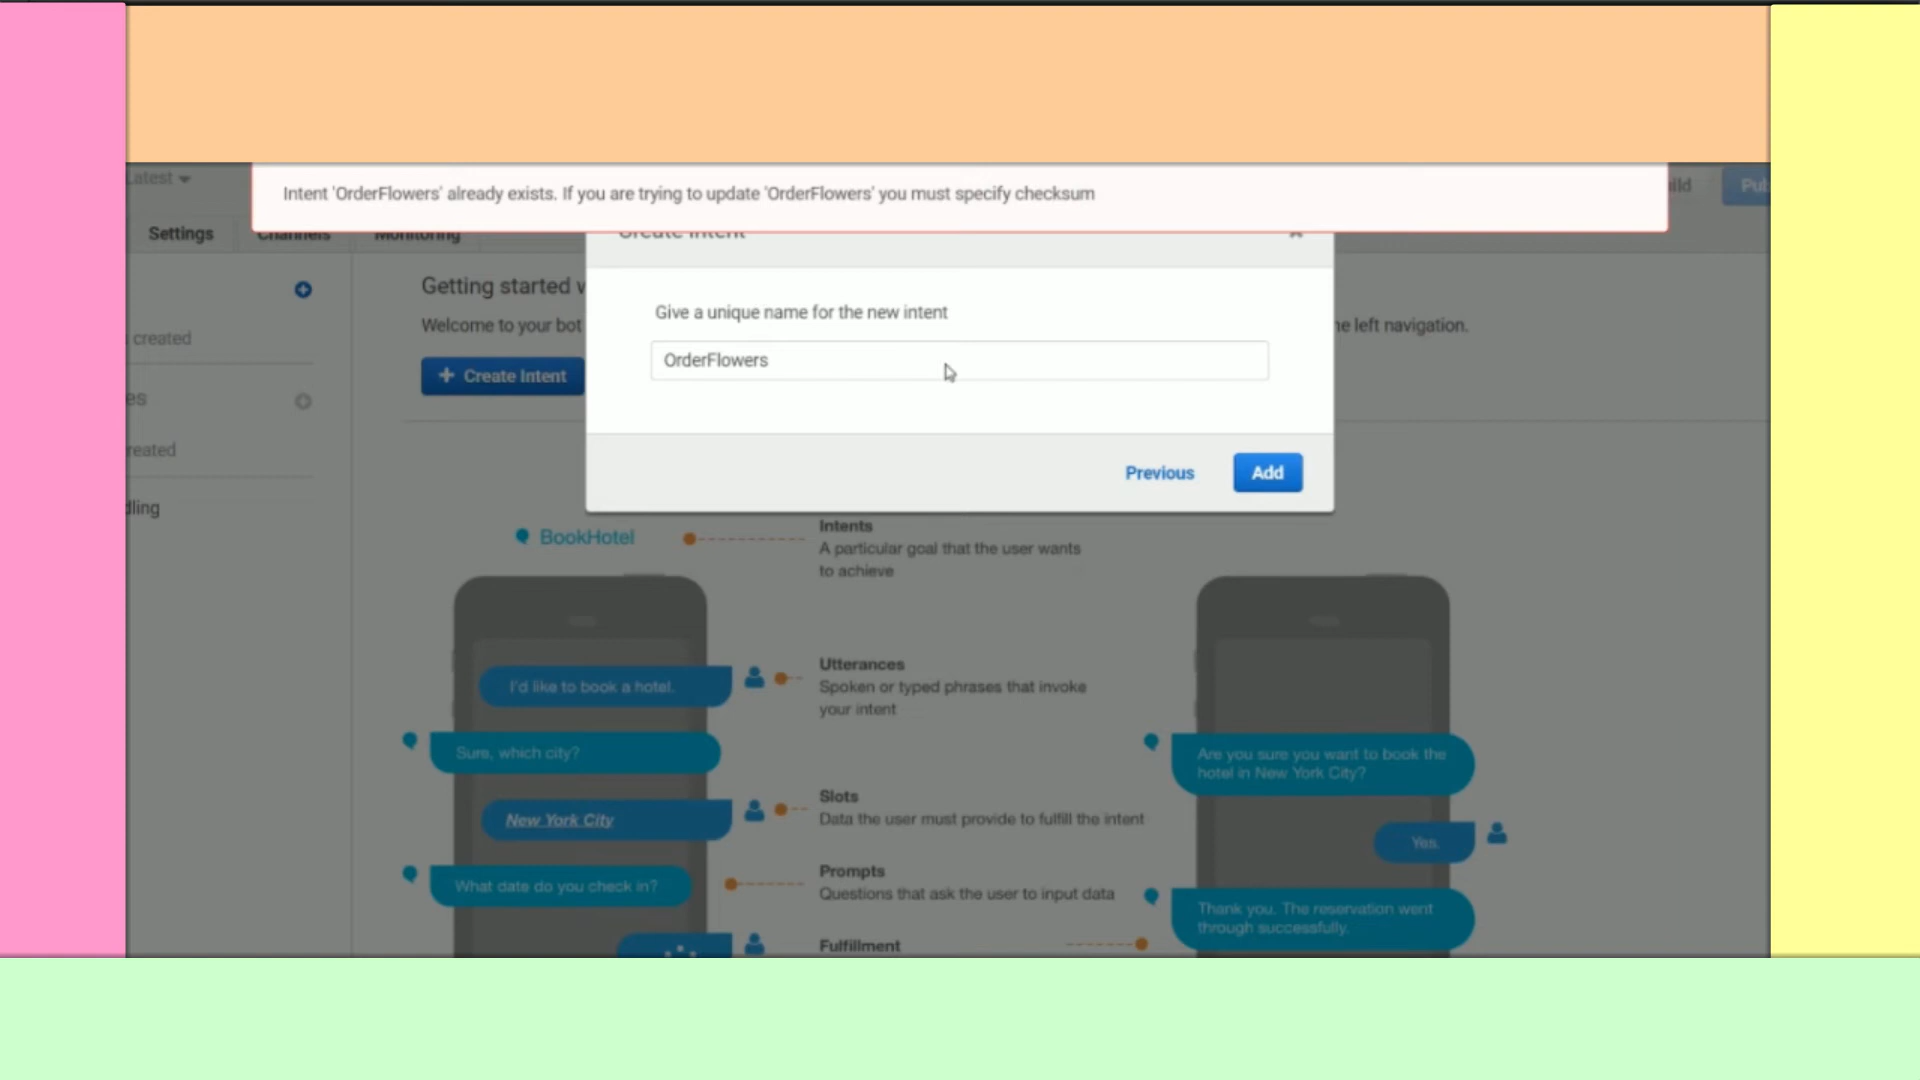 Latest
Intent 'OrderFlowers' already exists. If you are trying to update 'OrderFlowers' you must specify checksum
Settings
Channels
Monitoring
Create Intent
Getting started
Give a unique name for the new intent
Welcome to your bot
left navigation.
created
OrderFlowers
+ Create Intent
Previous
Add
BookHotel
Intents
A particular goal that the user wants
to achieve
Utterances
Spoken or typed phrases that invoke
your intent
I'd like to book a hotel.
Sure, which city?
Are you sure you want to book the
hotel in New York City?
Slots
Data the user must provide to fulfill the intent
New York City
Yes.
Prompts
Questions that ask the user to input data
What date do you check in?
Thank you. The reservation went
through successfully.
Fulfillment